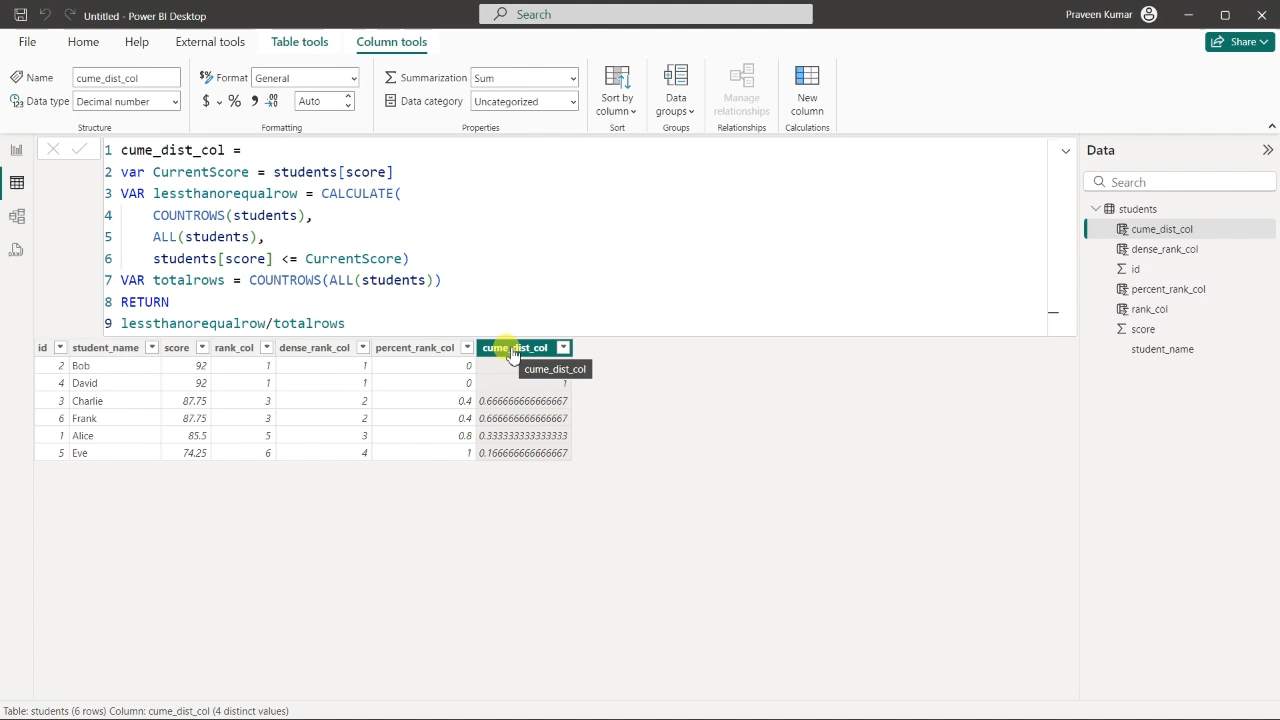 Untitled - Power BI Desktop
Search
Praveen Kumar
File Home Help External tools Table tools Column tools
Share
Name cume_dist_col
Data type Decimal number
Structure
Format General
$ % Auto
Formatting
Summarization Sum
Data category Uncategorized
Properties
Sort by column
Sort
Data groups
Groups
Manage relationships
Relationships
New column
Calculations
1 cume_dist_col =
2 var CurrentScore = students[score]
3 VAR lessthanorequalrow = CALCULATE(
4 COUNTROWS(students),
5 ALL(students),
6 students[score] <= CurrentScore)
7 VAR totalrows = COUNTROWS(ALL(students))
8 RETURN
9 lessthanorequalrow/totalrows
id student_name score rank_col dense_rank_col percent_rank_col cume_dist_col
2 Bob 92 1 1 0
cume_dist_col
4 David 92 1 1 0 1
3 Charlie 87.75 3 2 0.4 0.666666666666667
6 Frank 87.75 3 2 0.4 0.666666666666667
1 Alice 85.5 5 3 0.8 0.333333333333333
5 Eve 74.25 6 4 1 0.166666666666667
Data
Search
students
cume_dist_col
dense_rank_col
id
percent_rank_col
rank_col
score
student_name
Table: students (6 rows) Column: cume_dist_col (4 distinct values)